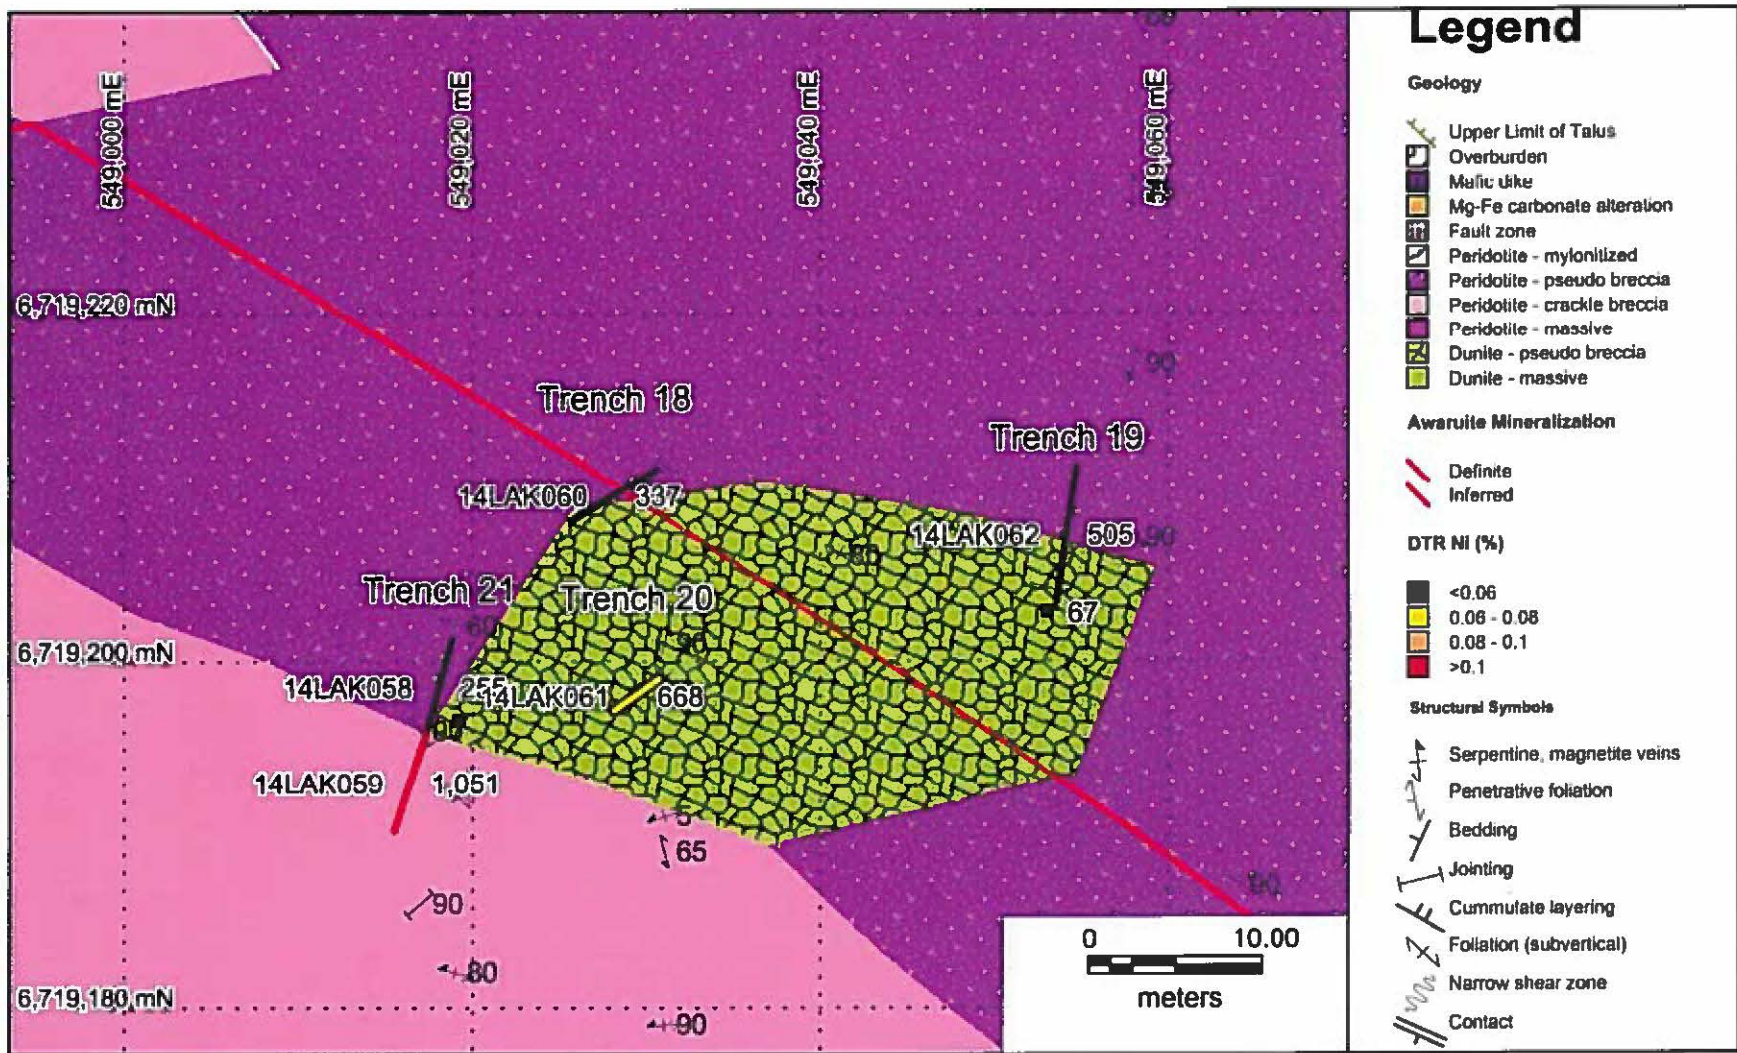 549,000 mE
549,020 mE
549,040 mE
549,060 mE
6,719,220 mN
90
Trench 18
Trench 19
14LAK060
337
14LAK062
505
90
Trench 21
Trench 20
67
6,719,200 mN
14LAK058
255
14LAK061
668
14LAK059
1,051
65
90
80
6,719,180 mN
90
90
0 10.00
meters
Legend
Geology
Upper Limit of Talus
Overburden
Mafic dike
Mg-Fe carbonate alteration
Fault zone
Peridotite - mylonitized
Peridotite - pseudo breccia
Peridotite - crackle breccia
Peridotite - massive
Dunite - pseudo breccia
Dunite - massive
Awaruite Mineralization
Definite
Inferred
DTR Ni (%)
<0.06
0.06 - 0.08
0.08 - 0.1
>0.1
Structural Symbols
Serpentine, magnetite veins
Penetrative foliation
Bedding
Jointing
Cummulate layering
Foliation (subvertical)
Narrow shear zone
Contact